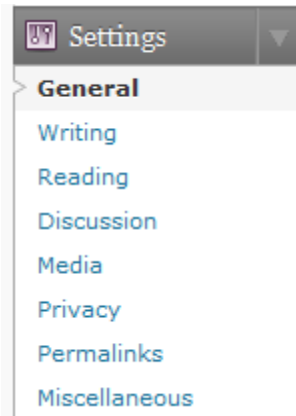 Settings
General
Writing
Reading
Discussion
Media
Privacy
Permalinks
Miscellaneous